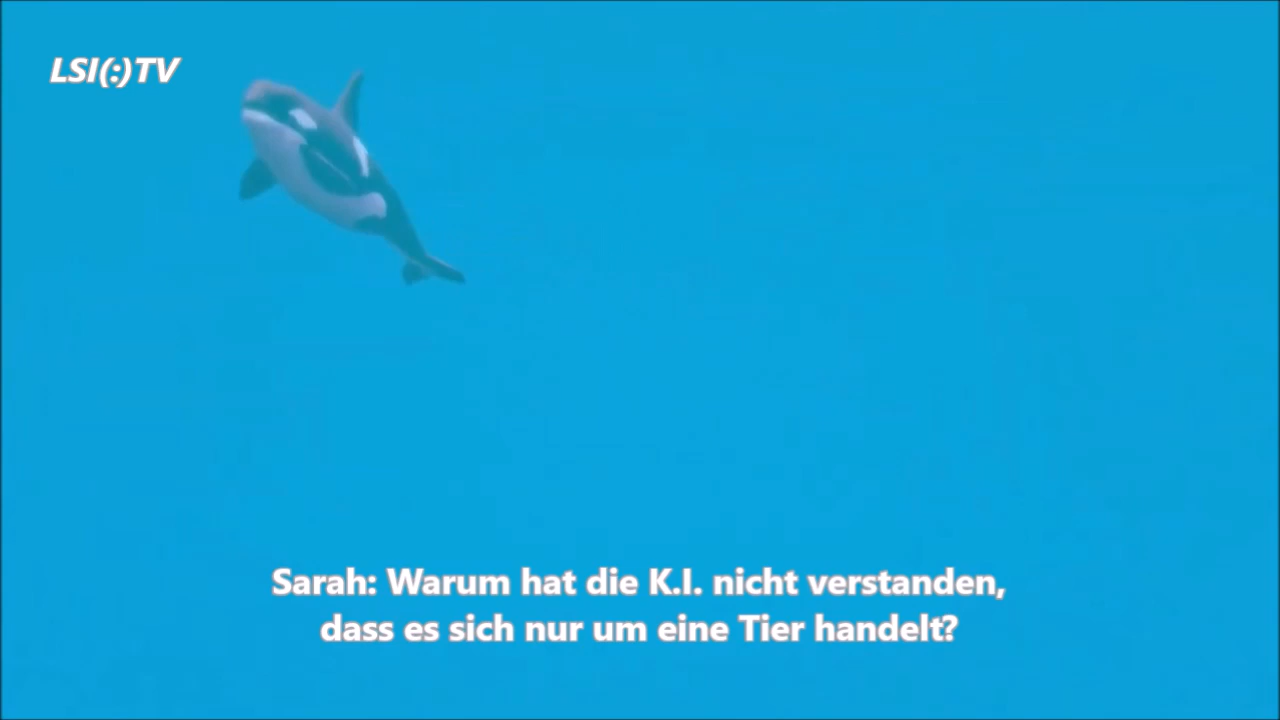 LSI(:)TV
Sarah: Warum hat die K.I. nicht verstanden,
dass es sich nur um eine Tier handelt?